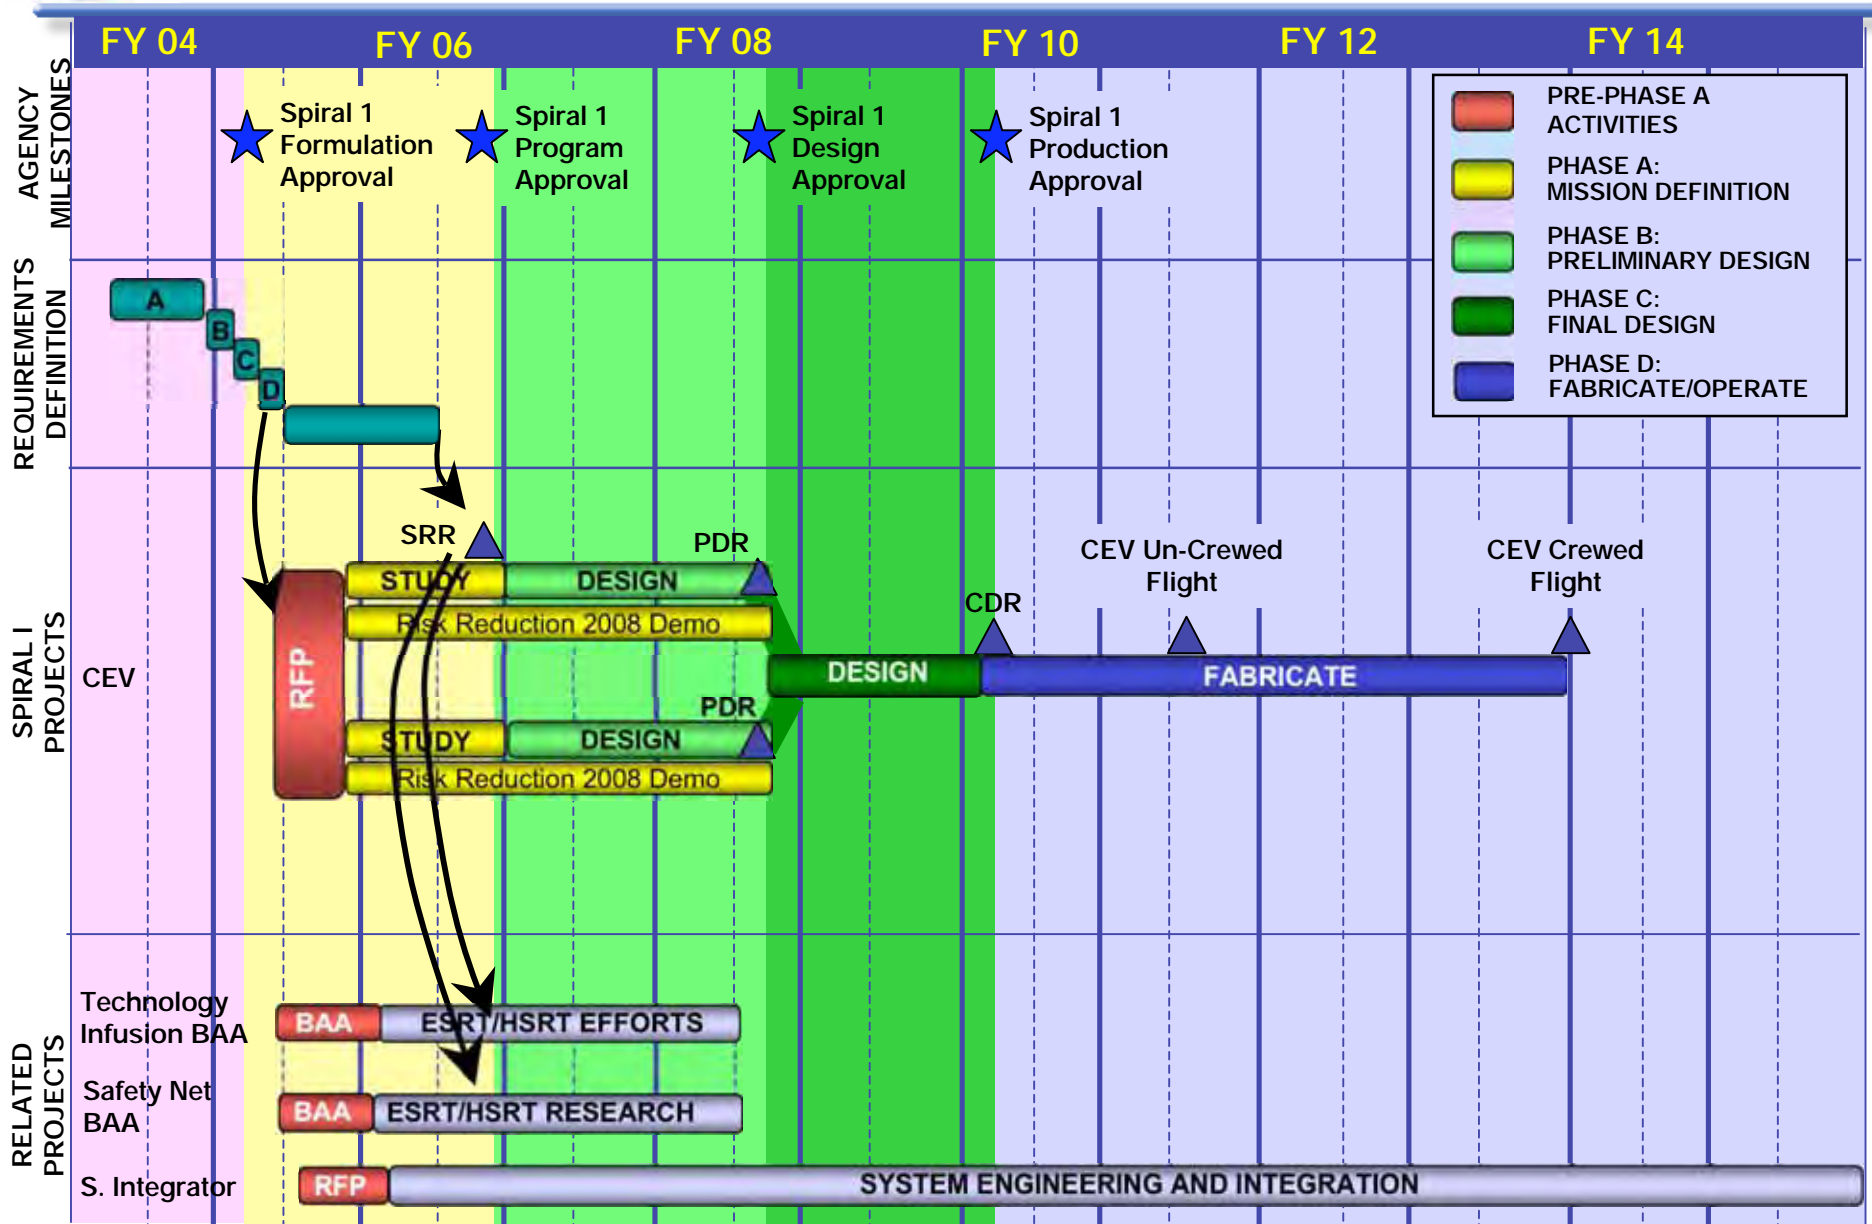 FY 04
FY 06
FY 08
FY 10
FY 12
FY 14
AGENCY
MILESTONES
Spiral 1
Formulation
Approval
Spiral 1
Program
Approval
Spiral 1
Design
Approval
Spiral 1
Production
Approval
PRE-PHASE A
ACTIVITIES
PHASE A:
MISSION DEFINITION
PHASE B:
PRELIMINARY DESIGN
PHASE C:
FINAL DESIGN
PHASE D:
FABRICATE/OPERATE
REQUIREMENTS
DEFINITION
A
B
C
D
SPIRAL I
PROJECTS
CEV
RFP
SRR
STUDY
DESIGN
PDR
Risk Reduction 2008 Demo
PDR
STUDY
DESIGN
Risk Reduction 2008 Demo
DESIGN
CDR
FABRICATE
CEV Un-Crewed
Flight
CEV Crewed
Flight
RELATED
PROJECTS
Technology
Infusion BAA
BAA
ESRT/HSRT EFFORTS
Safety Net
BAA
BAA
ESRT/HSRT RESEARCH
S. Integrator
RFP
SYSTEM ENGINEERING AND INTEGRATION